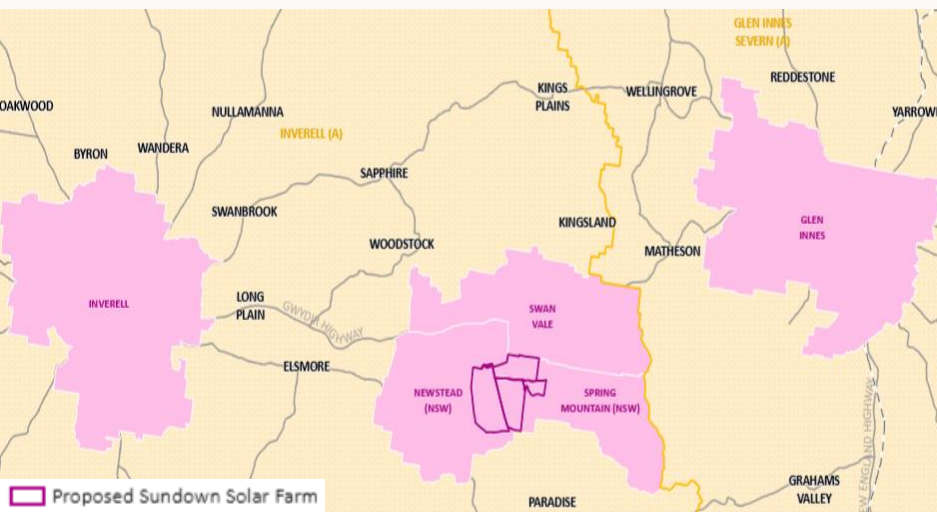 GLEN INNES
SEVERN (A)
REDDESTONE
KINGS
PLAINS
WELLINGROVE
OAKWOOD
NULLAMANNA
YARROW
INVERELL (A)
BYRON
WANDERA
SAPPHIRE
SWANBROOK
KINGSLAND
GLEN
INNES
WOODSTOCK
MATHESON
INVERELL
LONG
PLAIN
GWYDIR HIGHWAY
SWAN
VALE
ELSMORE
NEWSTEAD
(NSW)
SPRING
MOUNTAIN (NSW)
EW ENGLAND HIGHWAY
GRAHAMS
VALLEY
Proposed Sundown Solar Farm
PARADISE